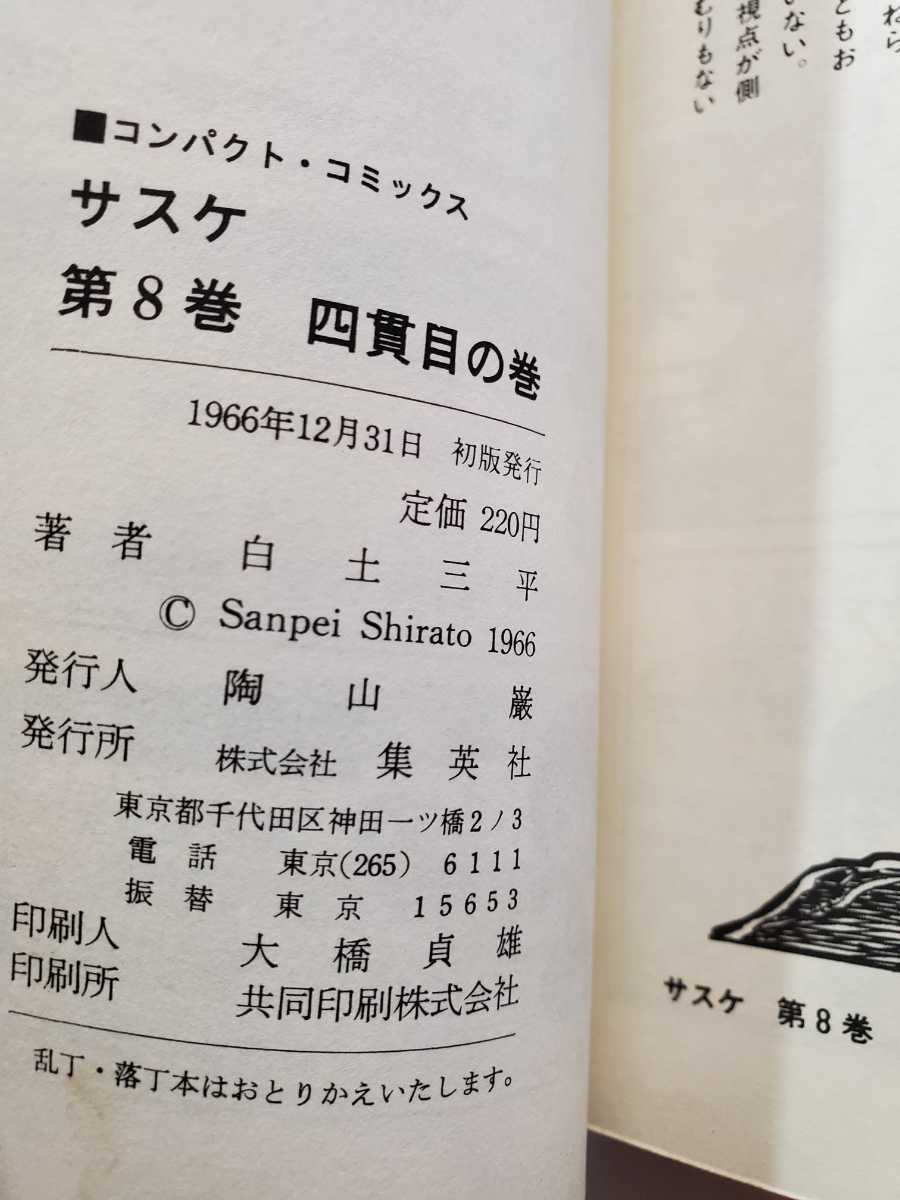 ■コンパクト・コミックス
サスケ
第8巻 四貫目の巻
1966年12月31日 初版発行
定価 220円
著者 白土三平
© Sanpei Shirato 1966
発行人 陶山巌
発行所 株式会社 集英社
東京都千代田区神田一ツ橋2ノ3
電話 東京(265) 6111
振替 東京 15653
印刷人 大橋貞雄
印刷所 共同印刷株式会社
乱丁・落丁本はおとりかえいたします。
ねら
ともお
いない。
視点が側
むりもない
サスケ 第8巻